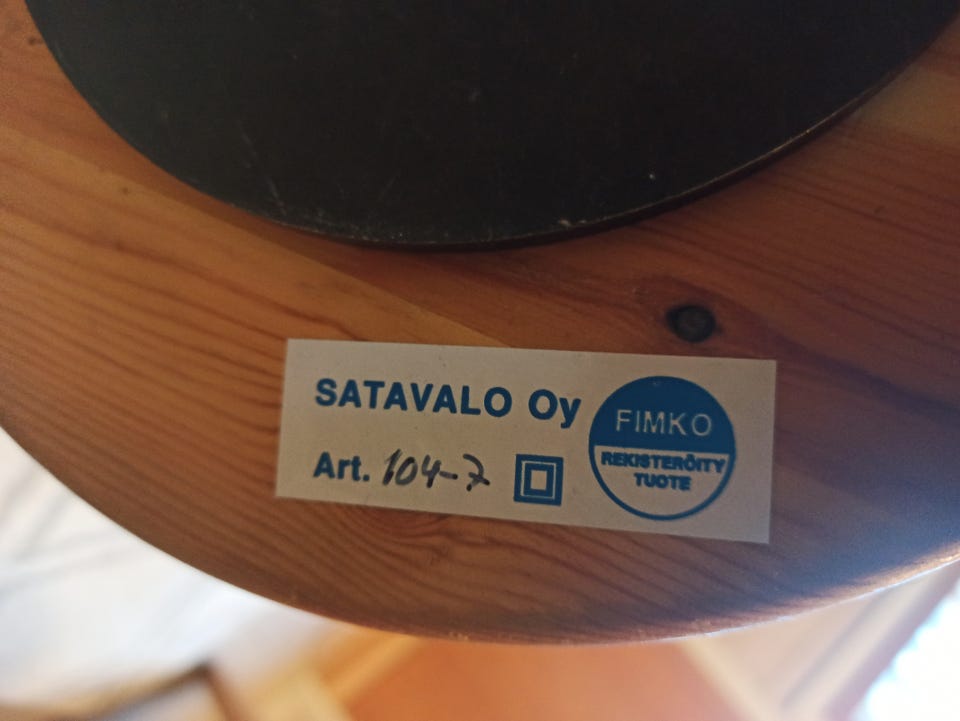 SATAVALO Oy
Art. 104-7
FIMKO
REKISTERÖITY
TUOTE